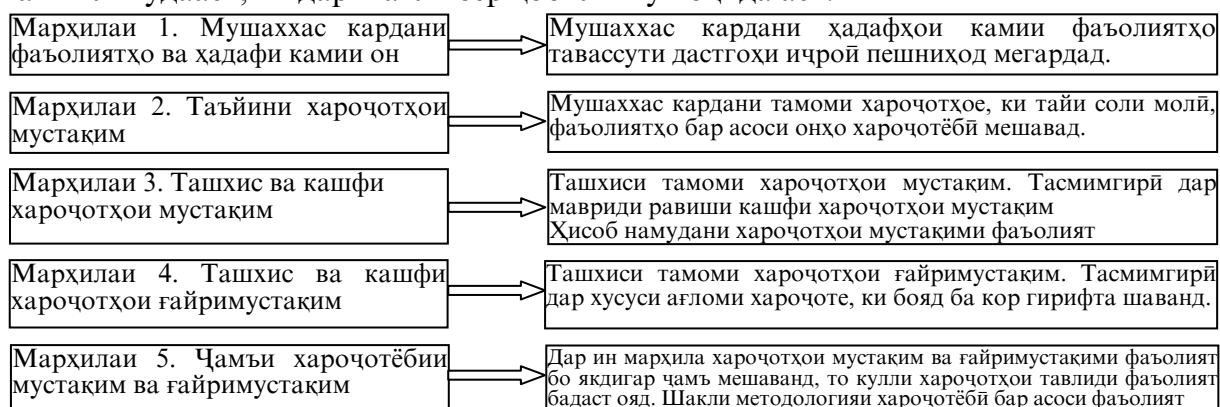 Марҳилаи 1. Мушаххас кардани
фаъолиятҳо ва ҳадафи камии он
Мушаххас кардани ҳадафҳои камии фаъолиятҳо
тавассути дастгоҳи иҷрой пешниҳод мегардад.
Марҳилаи 2. Таъйини хароҷотҳои
мустақим
Мушаххас кардани тамоми хароҷотҳое, ки тайи соли молӣ,
фаъолиятҳо бар асоси онҳо хароҷотёбӣ мешавад.
Марҳилаи 3. Ташхис ва кашфи
хароҷотҳои мустақим
Ташхиси тамоми хароҷотҳои мустақим. Тасмимгирӣ дар
мавриди равиши кашфи хароҷотҳои мустақим
Ҳисоб намудани хароҷотҳои мустақими фаъолият
Марҳилаи 4. Ташхис ва кашфи
хароҷотҳои ғайримустақим
Ташхиси тамоми хароҷотҳои ғайримустақим. Тасмимгирӣ
дар хусуси ағломи хароҷоте, ки бояд ба кор гирифта шаванд.
Марҳилаи 5. Ҷамъи хароҷотёбии
мустақим ва ғайримустақим
Дар ин марҳила хароҷотҳои мустақим ва ғайримустақими фаъолият
бо якдигар ҷамъ мешаванд, то кулли хароҷотҳои тавлиди фаъолият
бадаст ояд. Шакли методологияи хароҷотёбӣ бар асоси фаъолият